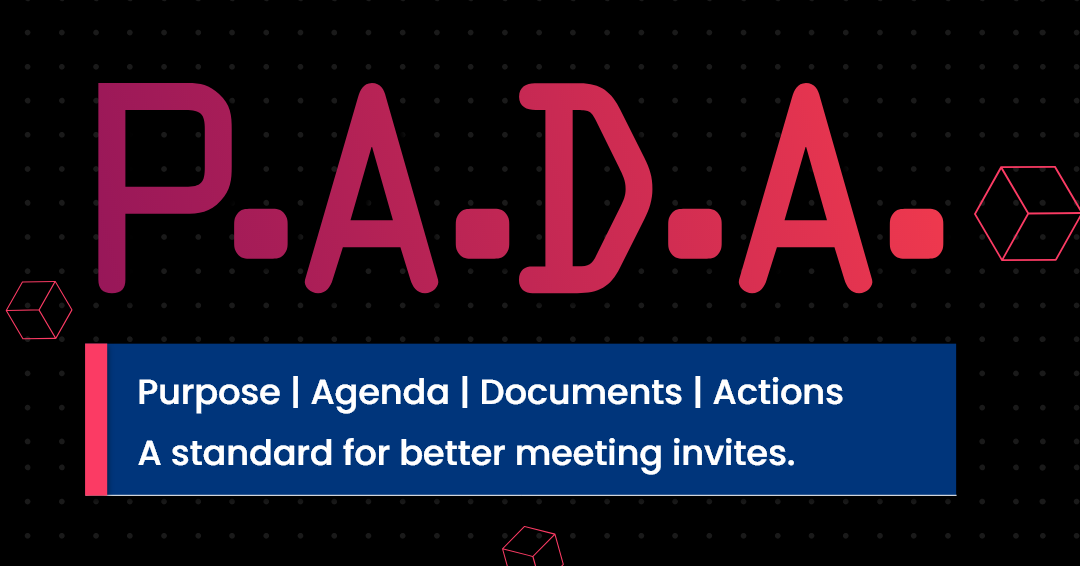 P.A.D.A.
Purpose | Agenda | Documents | Actions
A standard for better meeting invites.